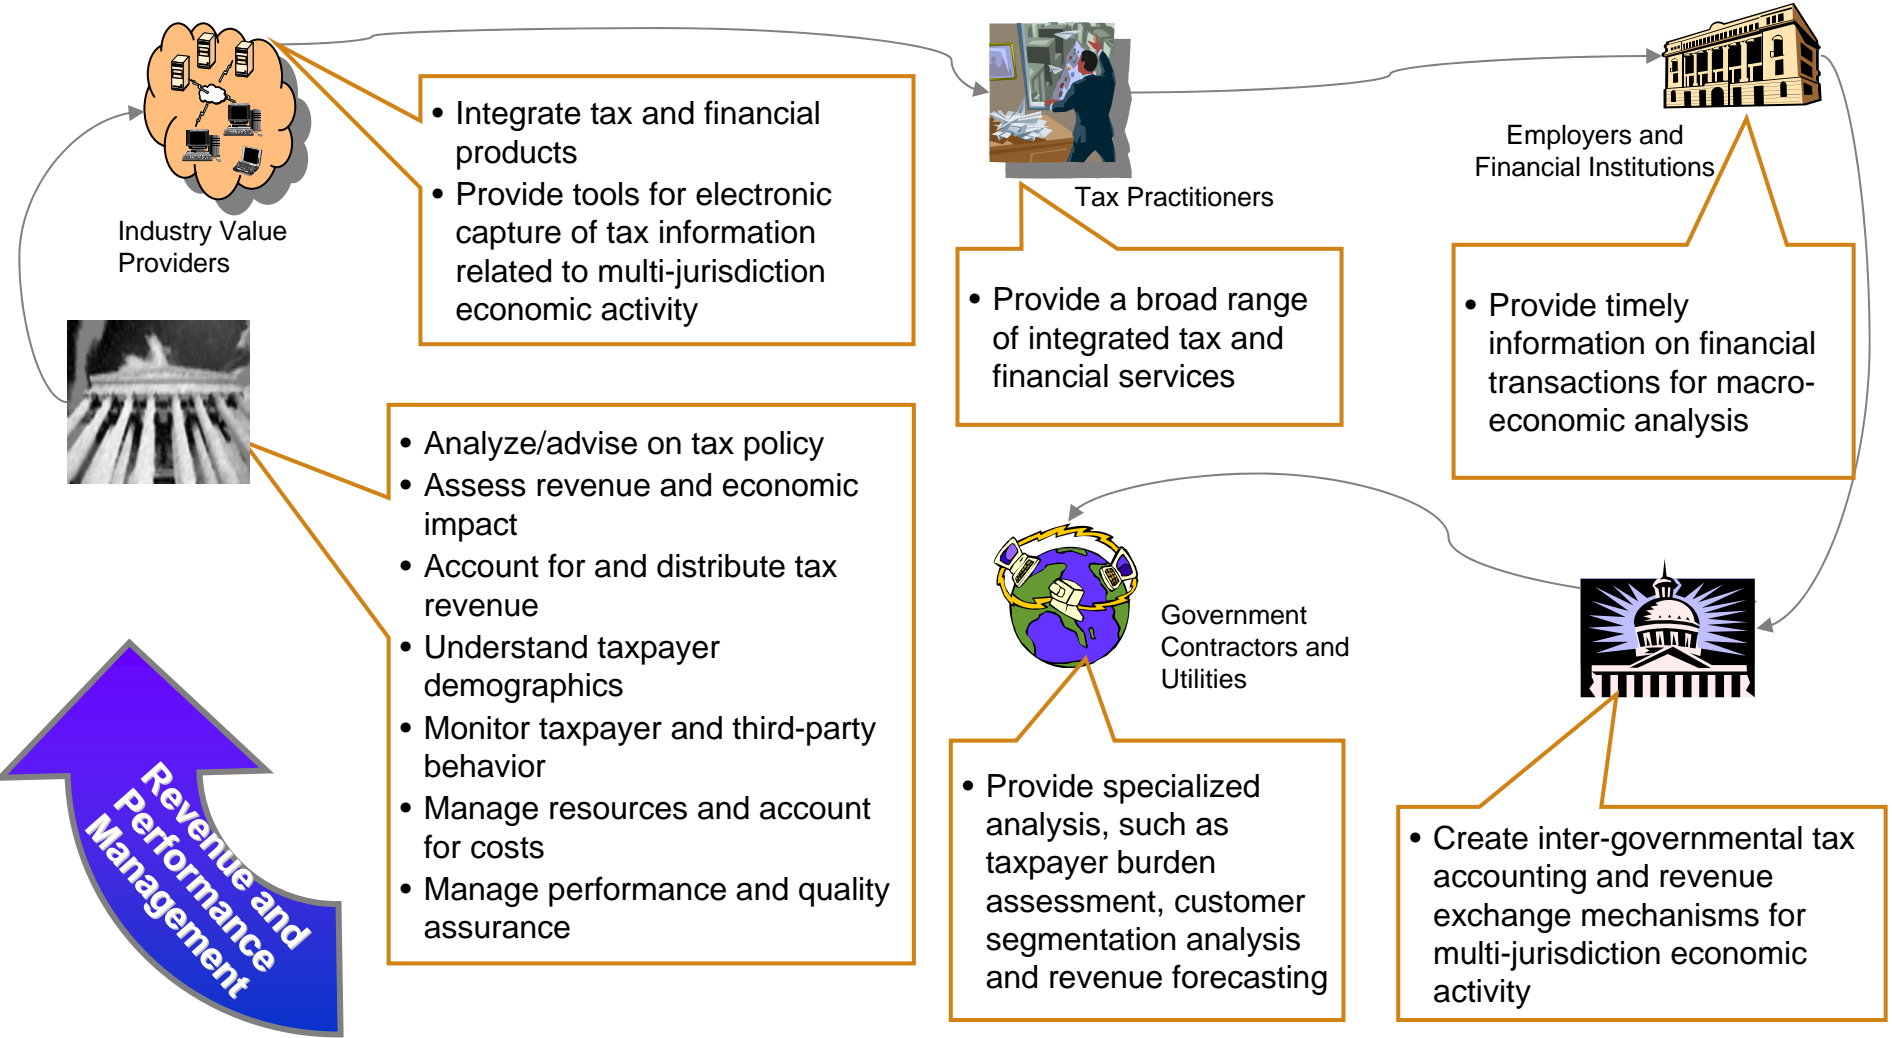 • Integrate tax and financial
products
• Provide tools for electronic
capture of tax information
related to multi-jurisdiction
economic activity
Industry Value
Providers
Tax Practitioners
• Provide a broad range
of integrated tax and
financial services
Employers and
Financial Institutions
• Provide timely
information on financial
transactions for macro-
economic analysis
• Analyze/advise on tax policy
• Assess revenue and economic
impact
• Account for and distribute tax
revenue
• Understand taxpayer
demographics
• Monitor taxpayer and third-party
behavior
• Manage resources and account
for costs
• Manage performance and quality
assurance
Revenue and
Performance
Management
Government
Contractors and
Utilities
• Provide specialized
analysis, such as
taxpayer burden
assessment, customer
segmentation analysis
and revenue forecasting
• Create inter-governmental tax
accounting and revenue
exchange mechanisms for
multi-jurisdiction economic
activity